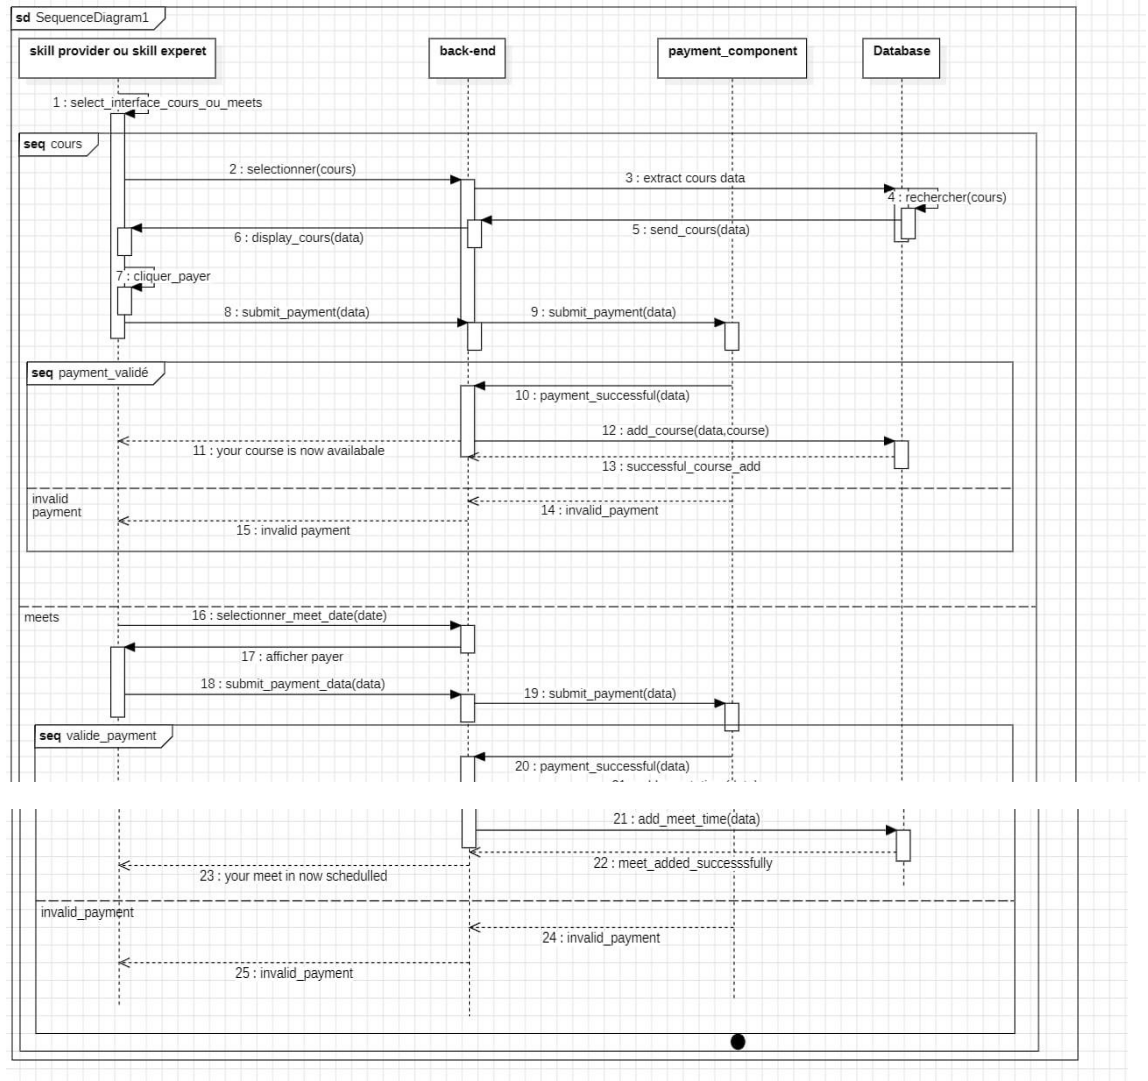 sd SequenceDiagram1
skill provider ou skill experet
back-end
payment_component
Database
1 : select_interface_cours_ou_meets
seq cours
2 : selectionner(cours)
3 : extract cours data
4 : rechercher(cours)
5 : send_cours(data)
6 : display_cours(data)
7 : cliquer_payer
8 : submit_payment(data)
9 : submit_payment(data)
seq payment_validé
10 : payment_successful(data)
12 : add_course(data,course)
11 : your course is now availabale
13 : successful_course_add
invalid
payment
14 : invalid_payment
15 : invalid payment
meets
16 : selectionner_meet_date(date)
17 : afficher payer
18 : submit_payment_data(data)
19 : submit_payment(data)
seq valide_payment
20 : payment_successful(data)
21 : add_meet_time(data)
22 : meet_added_successsfully
23 : your meet in now schedulled
invalid_payment
24 : invalid_payment
25 : invalid_payment